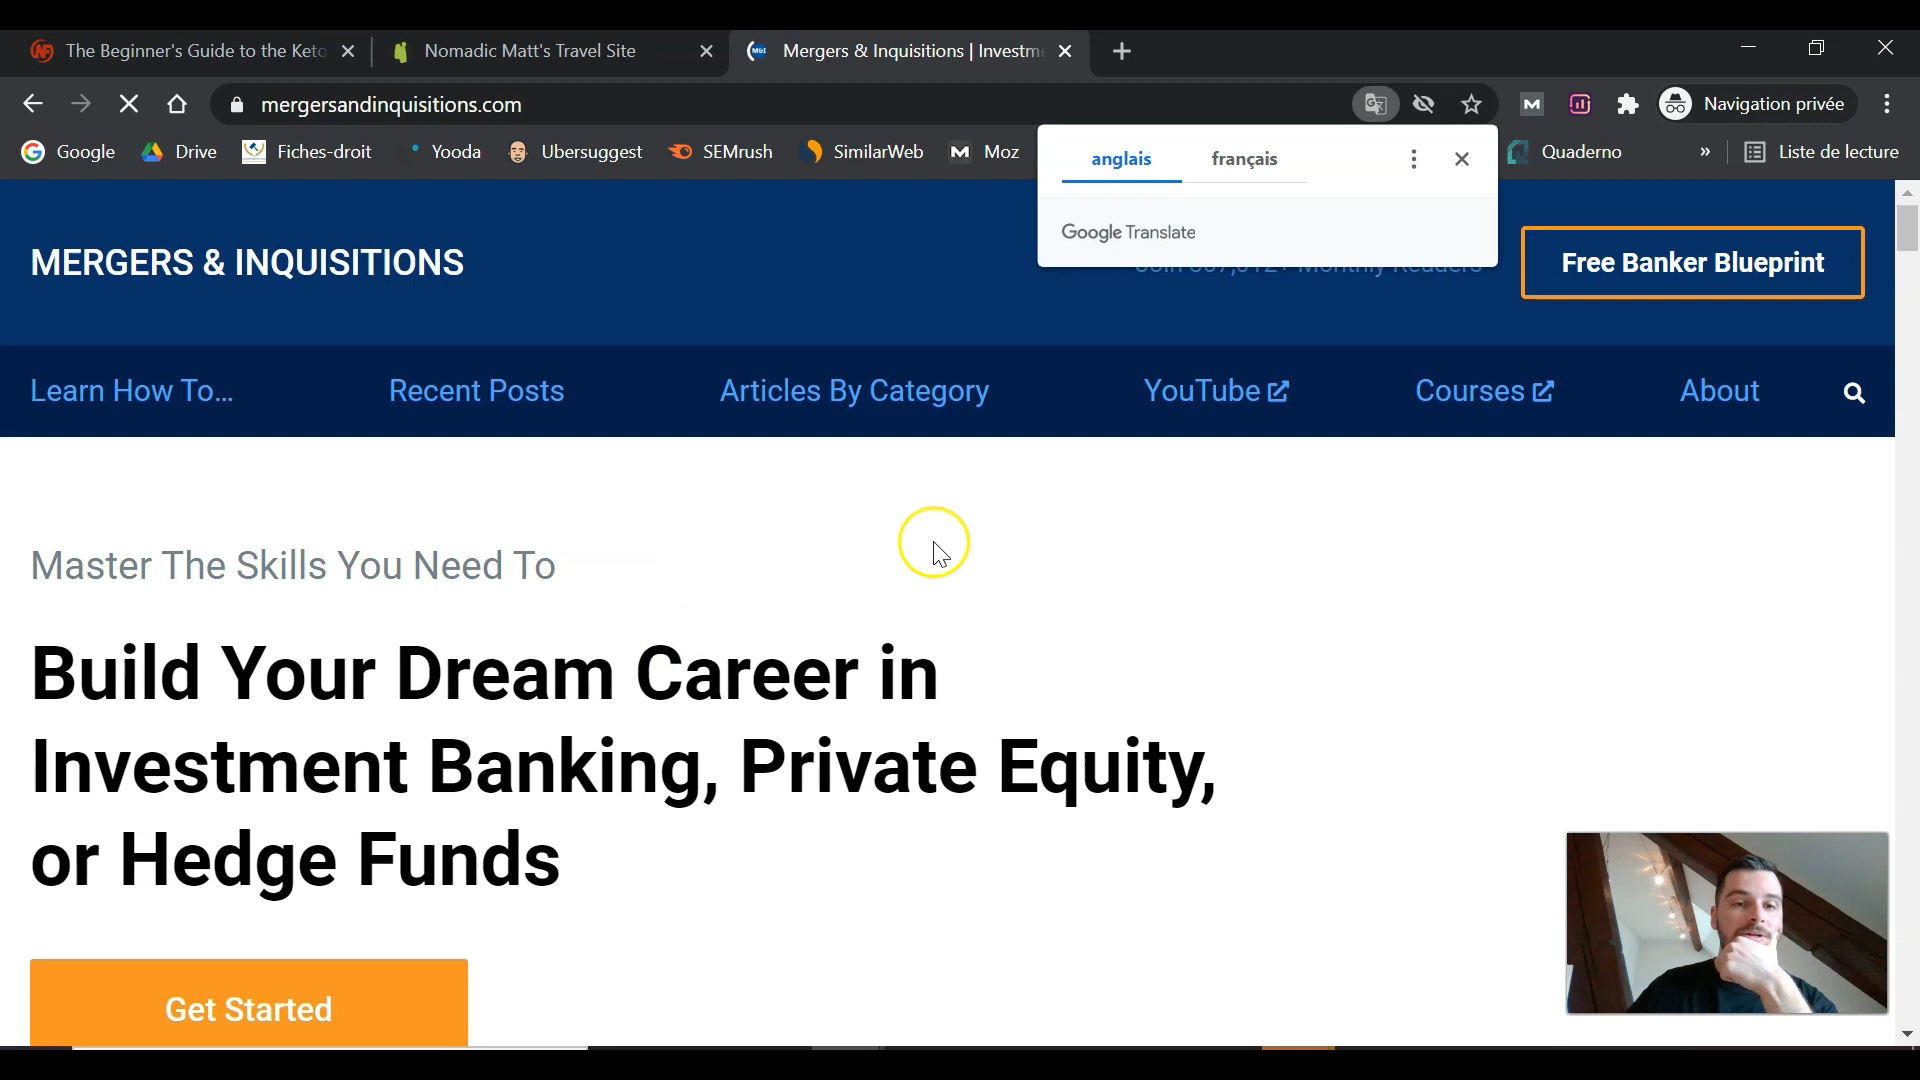 The Beginner's Guide to the Keto
Nomadic Matt's Travel Site
Mergers & Inquisitions | Investm
mergersandinquisitions.com
Navigation privée
Google
Drive
Fiches-droit
Yooda
Ubersuggest
SEMrush
SimilarWeb
Moz
Quaderno
»
Liste de lecture
anglais
français
Google Translate
MERGERS & INQUISITIONS
Monthly Readers
Free Banker Blueprint
Learn How To...
Recent Posts
Articles By Category
YouTube
Courses
About
Master The Skills You Need To
Build Your Dream Career in
Investment Banking, Private Equity,
or Hedge Funds
Get Started